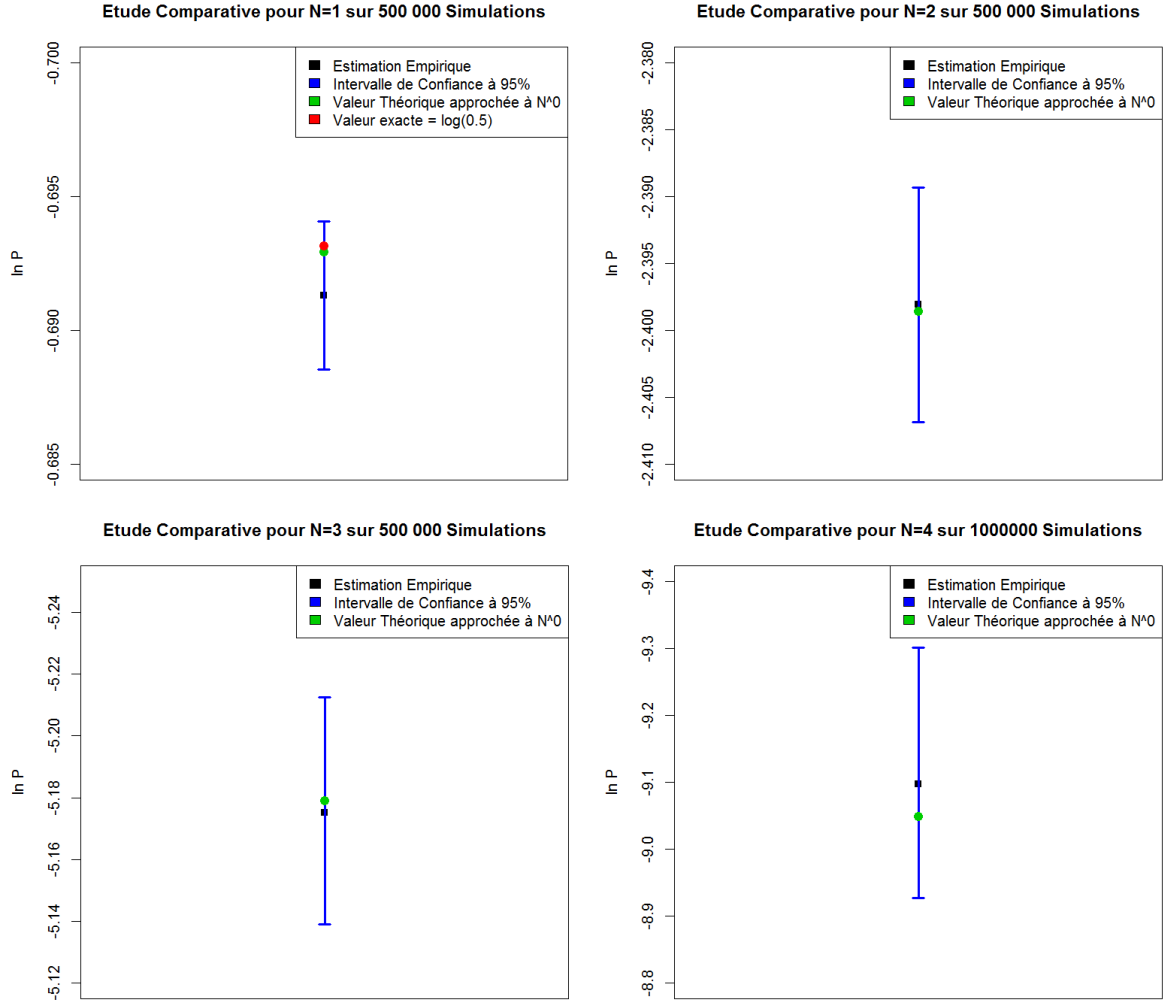 Etude Comparative pour N=1 sur 500 000 Simulations
ln P
-0.700
-0.695
-0.690
-0.685
Estimation Empirique
Intervalle de Confiance à 95%
Valeur Théorique approchée à N^0
Valeur exacte = log(0.5)
Etude Comparative pour N=2 sur 500 000 Simulations
ln P
-2.380
-2.385
-2.390
-2.395
-2.400
-2.405
-2.410
Estimation Empirique
Intervalle de Confiance à 95%
Valeur Théorique approchée à N^0
Etude Comparative pour N=3 sur 500 000 Simulations
ln P
-5.24
-5.22
-5.20
-5.18
-5.16
-5.14
-5.12
Estimation Empirique
Intervalle de Confiance à 95%
Valeur Théorique approchée à N^0
Etude Comparative pour N=4 sur 1000000 Simulations
ln P
-9.4
-9.3
-9.2
-9.1
-9.0
-8.9
-8.8
Estimation Empirique
Intervalle de Confiance à 95%
Valeur Théorique approchée à N^0